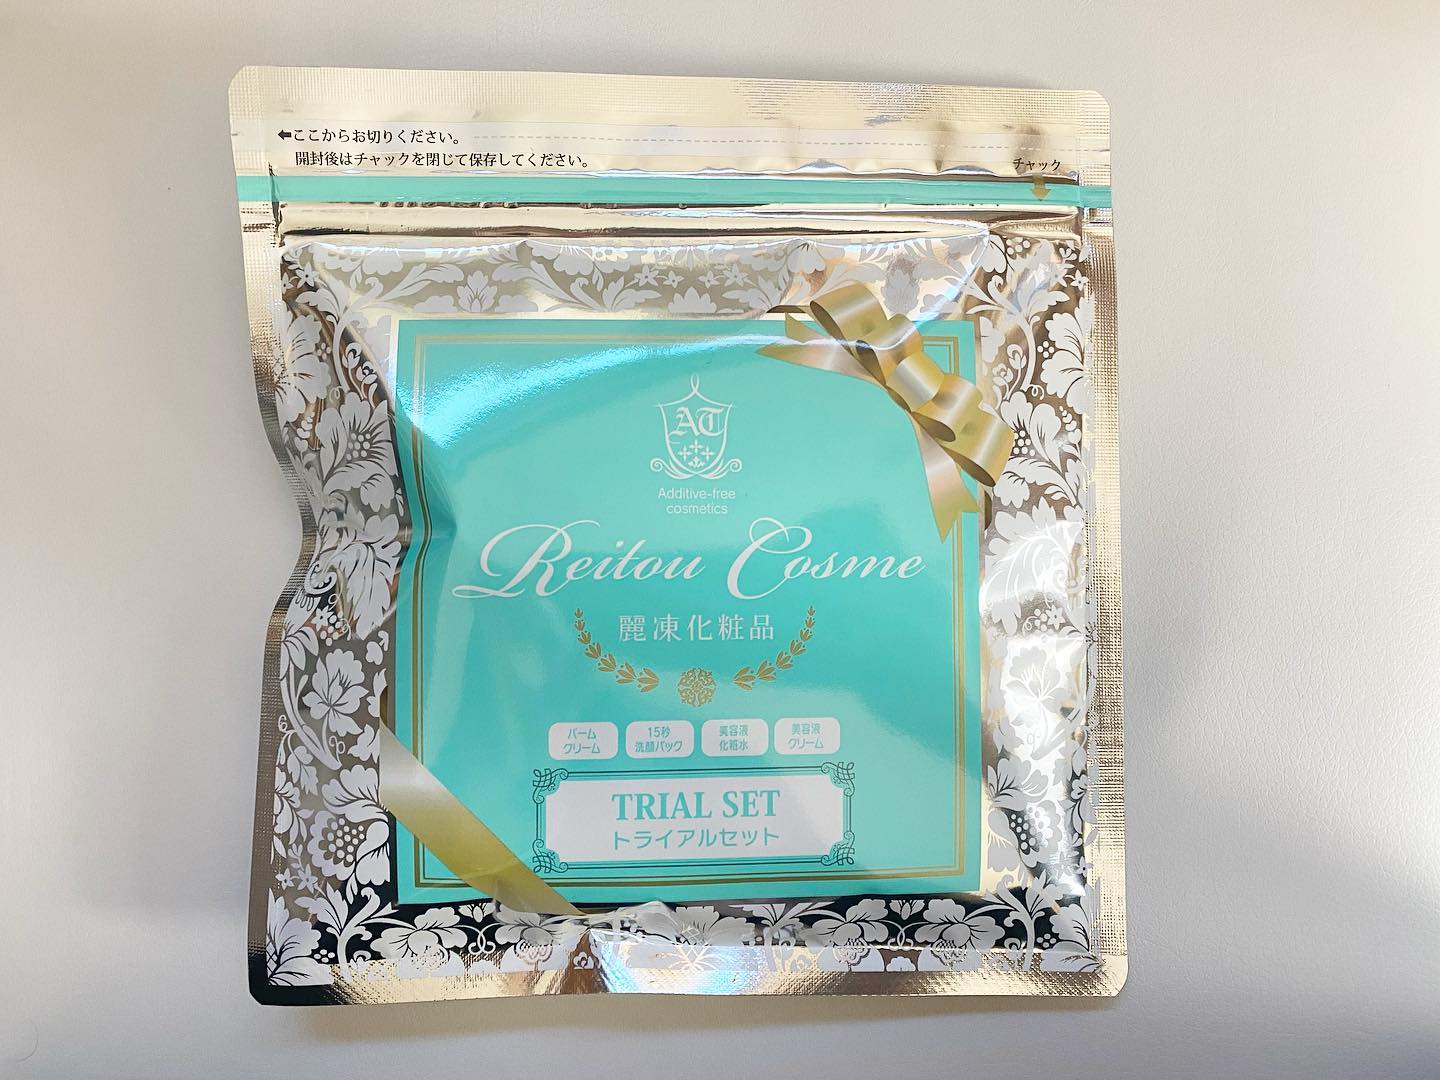 ←ここからお切りください。
開封後はチャックを閉じて保存してください。
チャック
AT
Additive-free
cosmetics
Reitou Cosme
麗凍化粧品
バーム
クリーム
15秒
洗顔パック
美容液
化粧水
美容液
クリーム
TRIAL SET
トライアルセット